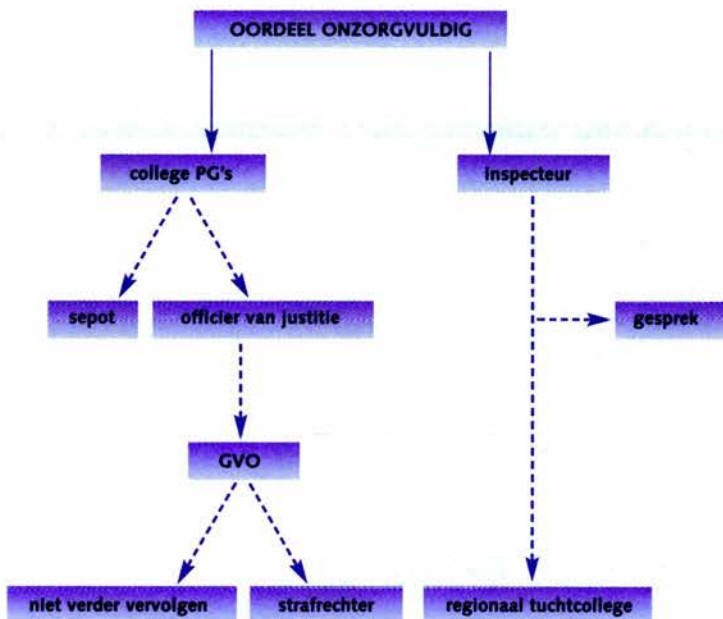 OORDEEL ONZORGVULDIG
college PG's
inspecteur
sepot
officier van justitie
gesprek
GVO
niet verder vervolgen
strafrechter
regionaal tuchtcollege